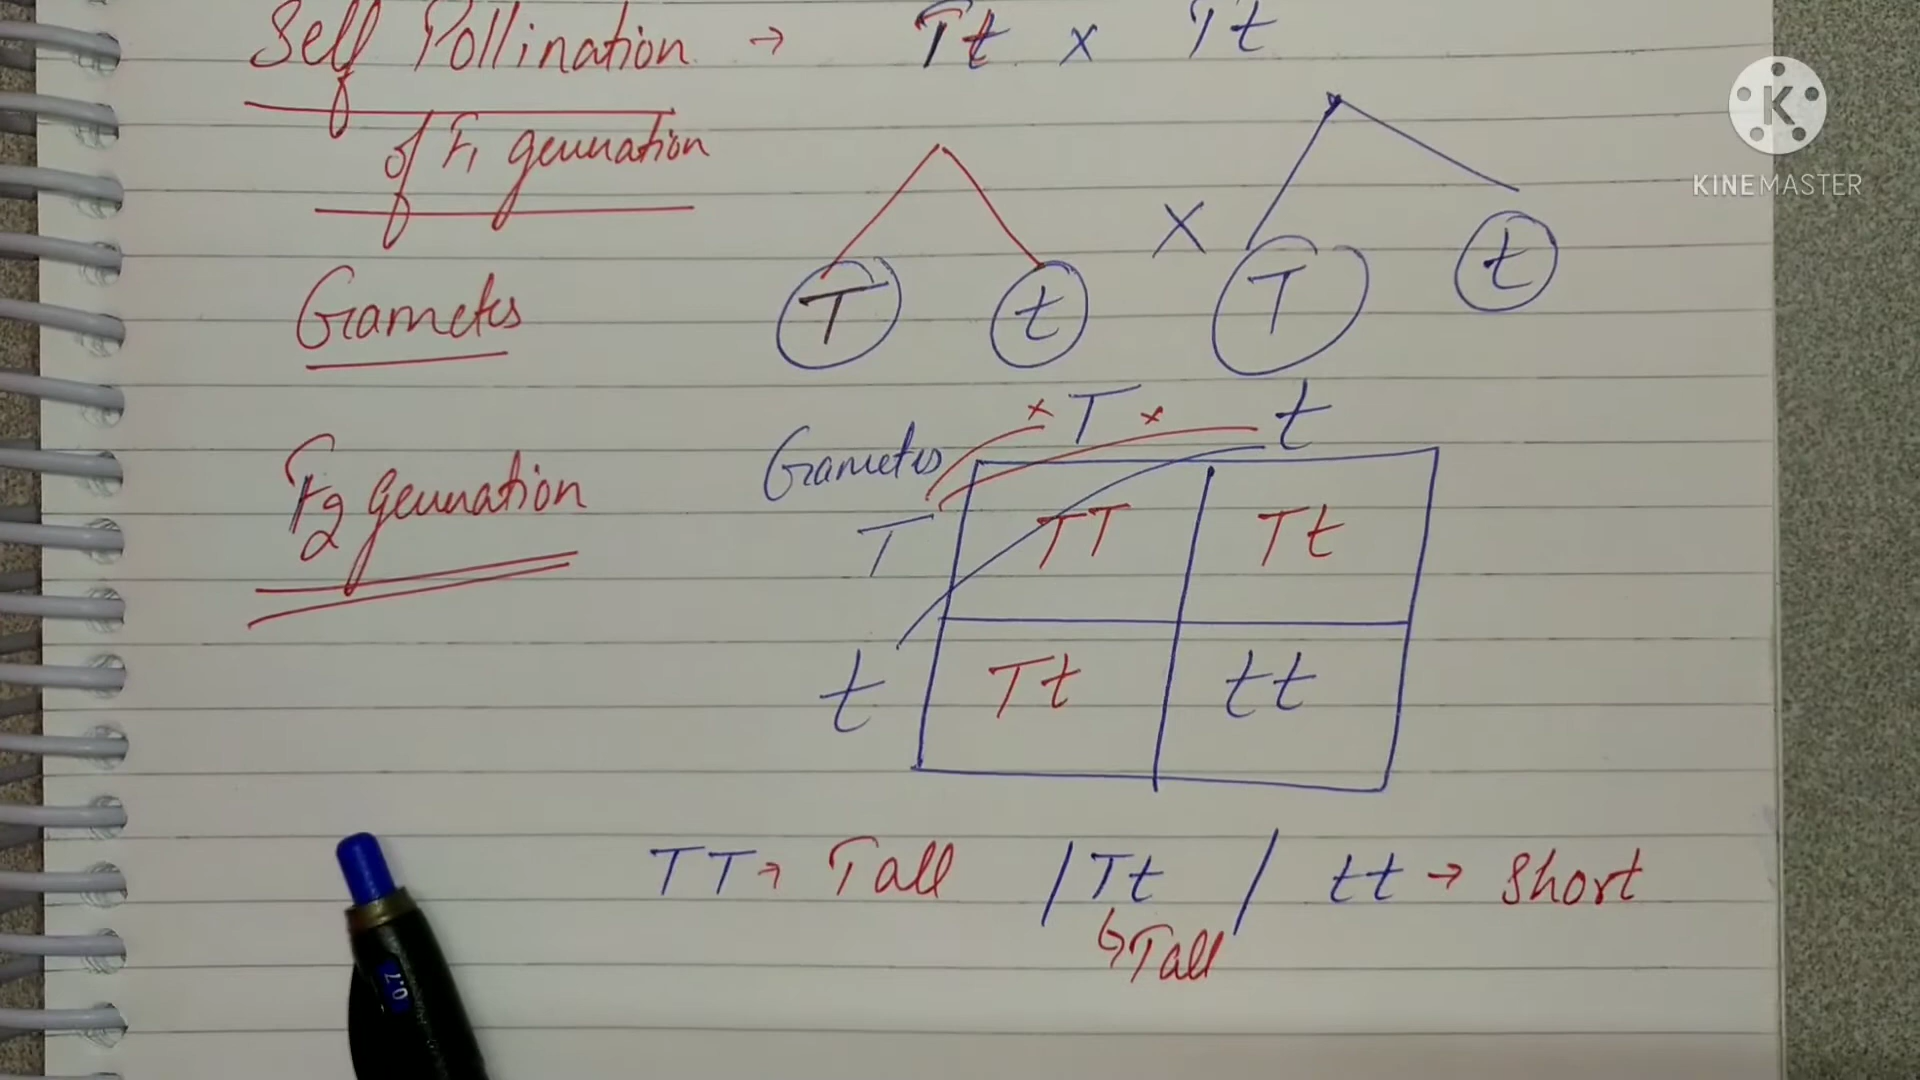 Self Pollination → Tt x Tt
of F1 generation
Gametes T t x T t
K
KINEMASTER
Gametes x T x t
F2 generation
T TT Tt
t Tt tt
TT → Tall / Tt / tt → Short
↳ Tall
0.7